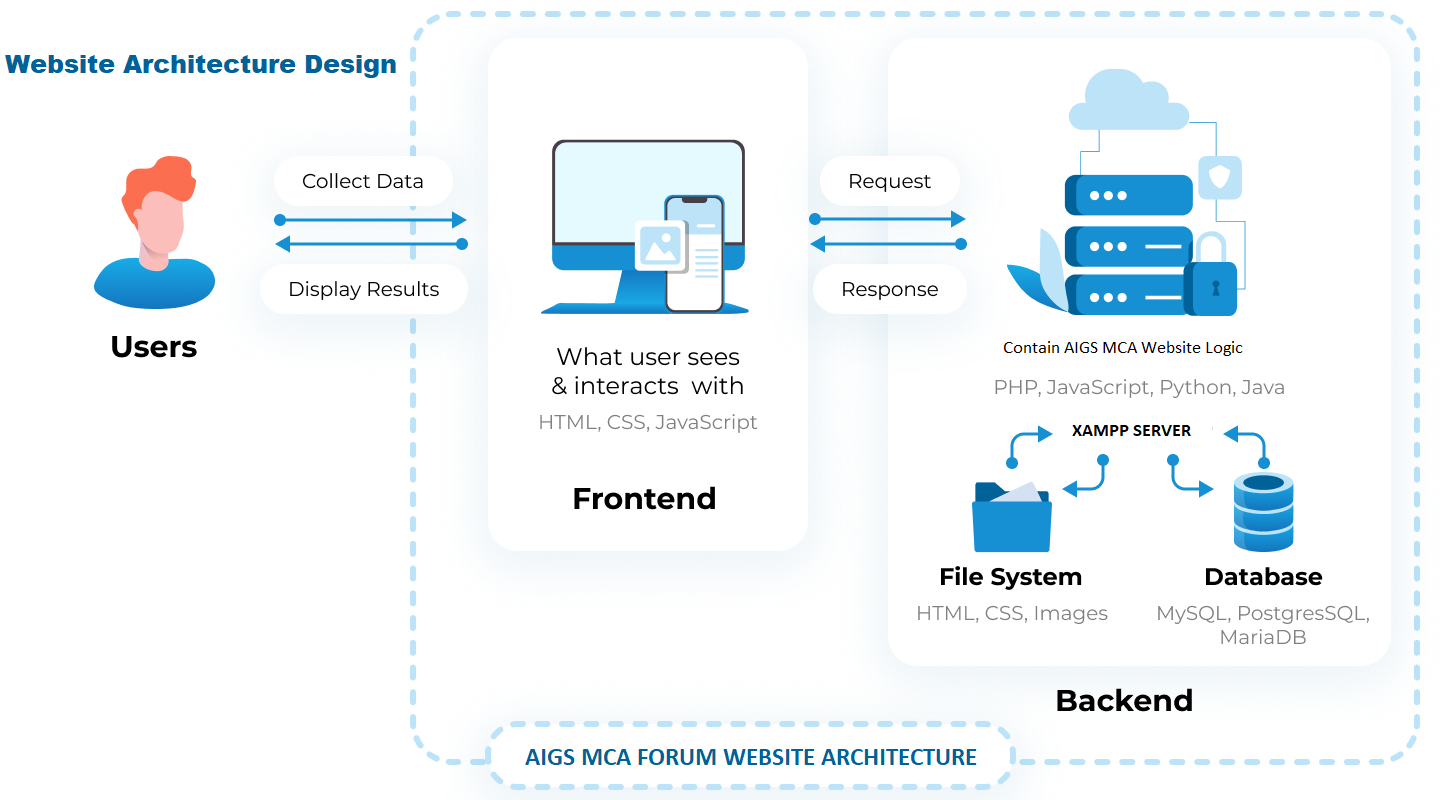 Website Architecture Design
Collect Data
Display Results
Users
What user sees
& interacts with
HTML, CSS, JavaScript
Frontend
Request
Response
Contain AIGS MCA Website Logic
PHP, JavaScript, Python, Java
XAMPP SERVER
File System
HTML, CSS, Images
Database
MySQL, PostgresSQL,
MariaDB
Backend
AIGS MCA FORUM WEBSITE ARCHITECTURE